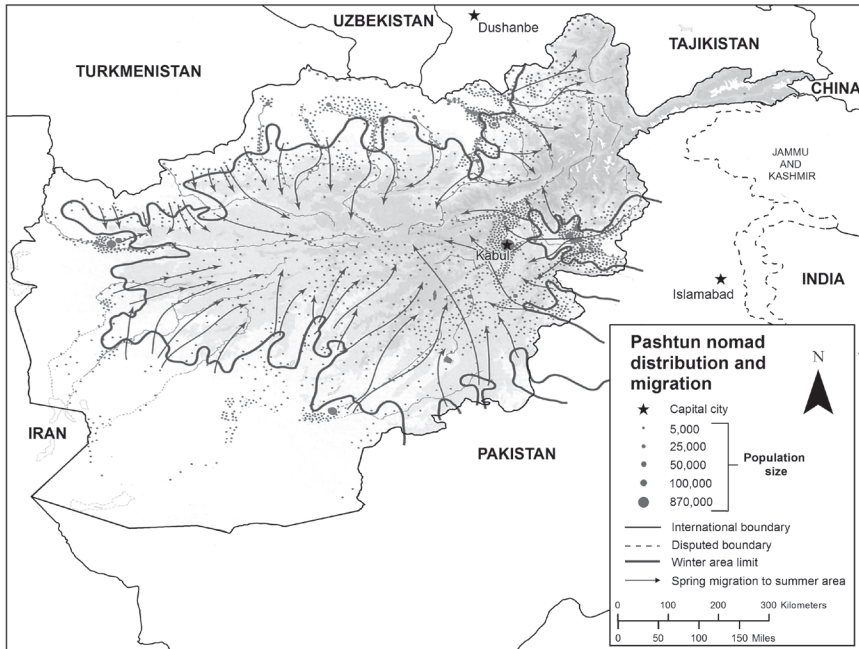 UZBEKISTAN
Dushanbe
TAJIKISTAN
TURKMENISTAN
CHINA
JAMMU
AND
KASHMIR
Kabul
Islamabad
INDIA
IRAN
PAKISTAN
Pashtun nomad
distribution and
migration
N
Capital city
5,000
25,000
50,000
100,000
870,000
Population
size
International boundary
Disputed boundary
Winter area limit
Spring migration to summer area
0 100 200 300 Kilometers
0 50 100 150 Miles